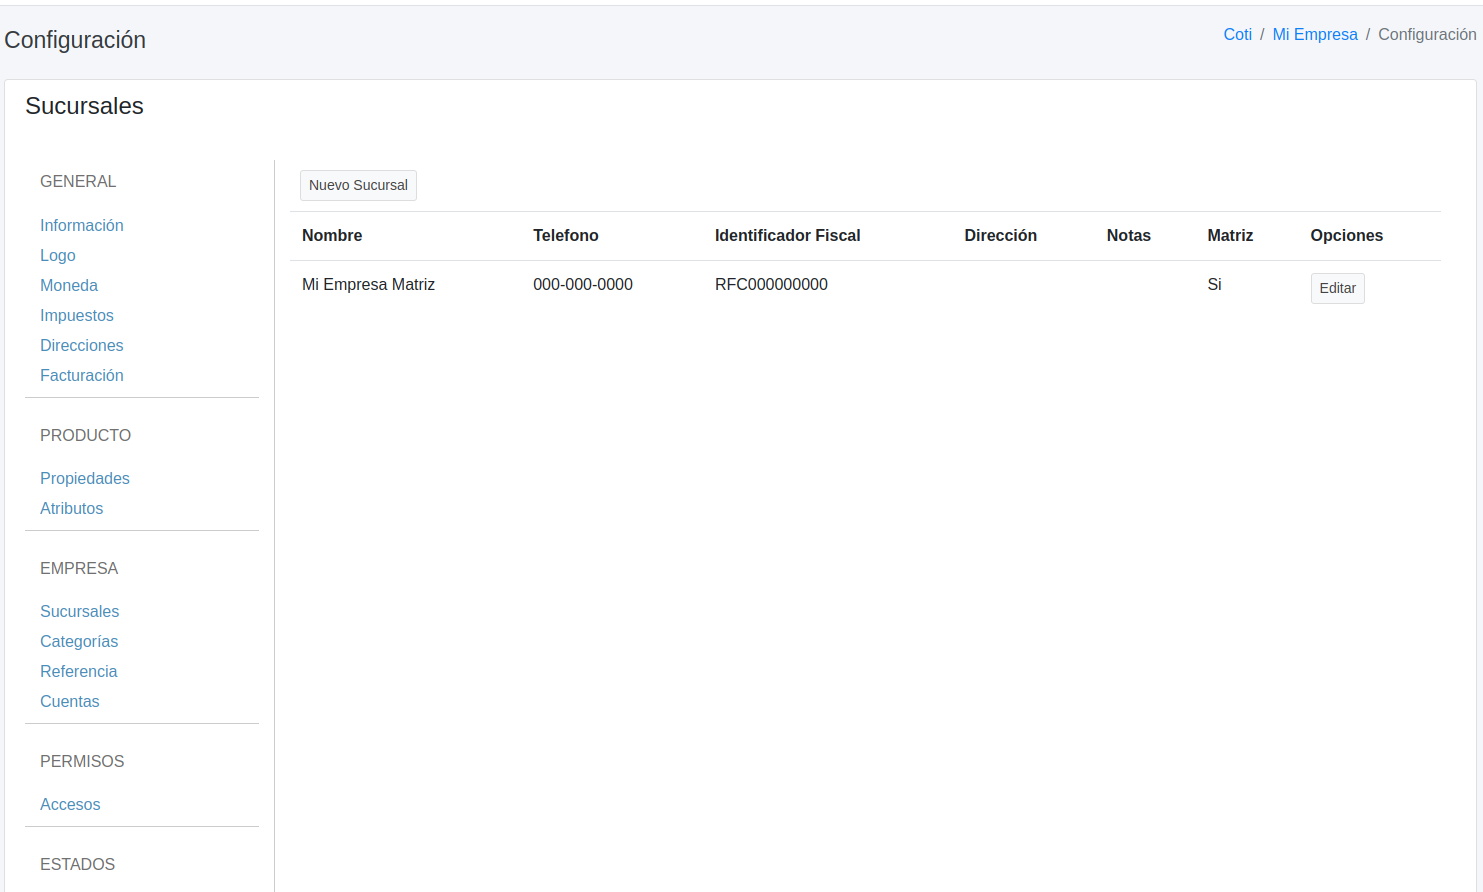 Configuración
Coti / Mi Empresa / Configuración
Sucursales
GENERAL
Información
Logo
Moneda
Impuestos
Direcciones
Facturación
PRODUCTO
Propiedades
Atributos
EMPRESA
Sucursales
Categorías
Referencia
Cuentas
PERMISOS
Accesos
ESTADOS
Nuevo Sucursal
Nombre Telefono Identificador Fiscal Dirección Notas Matriz Opciones
Mi Empresa Matriz 000-000-0000 RFC000000000 Si Editar